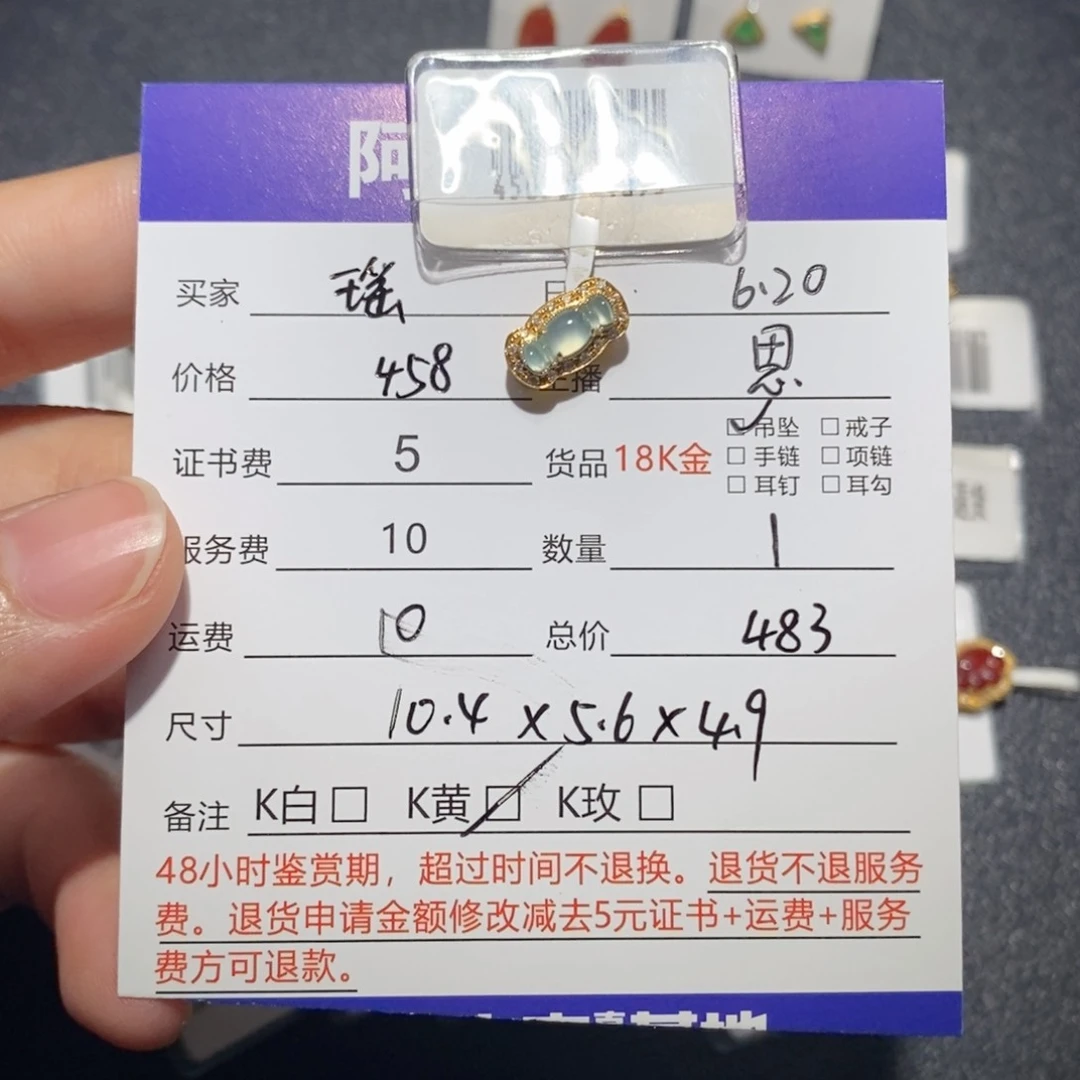 阿
买家 瑶 日 6.20
价格 458 主播 恩
证书费 5 货品 18K金 ☑ 吊坠 □ 戒子
□ 手链 □ 项链
□ 耳钉 □ 耳勾
服务费 10 数量 1
运费 10 总价 483
尺寸 10.4 x 5.6 x 4.9
备注 K白 □ K黄 ☑ K玫 □
48小时鉴赏期，超过时间不退换。退货不退服务
费。退货申请金额修改减去5元证书+运费+服务
费方可退款。